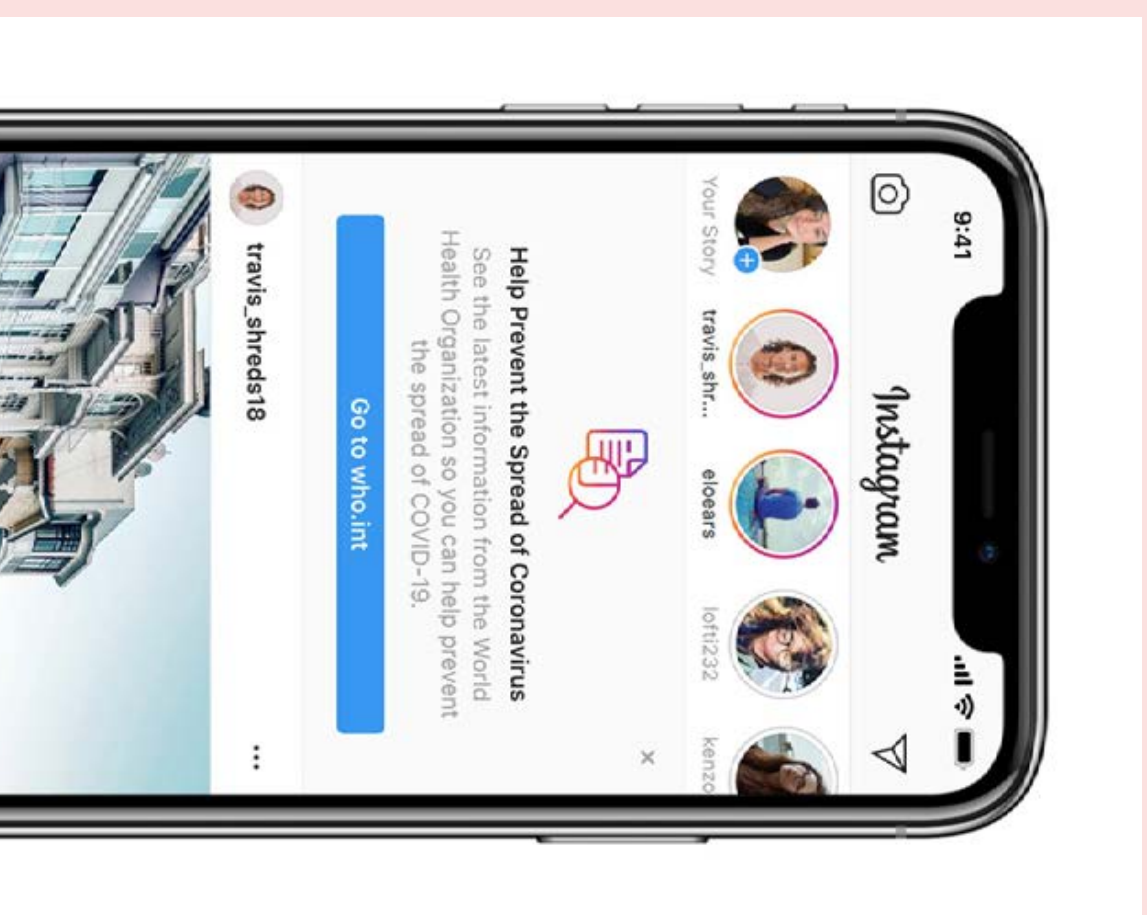 9:41
Instagram
Your Story
travis_shr...
eloears
lofti232
kenzo
Help Prevent the Spread of Coronavirus
See the latest information from the World
Health Organization so you can help prevent
the spread of COVID-19.
Go to who.int
travis_shreds18